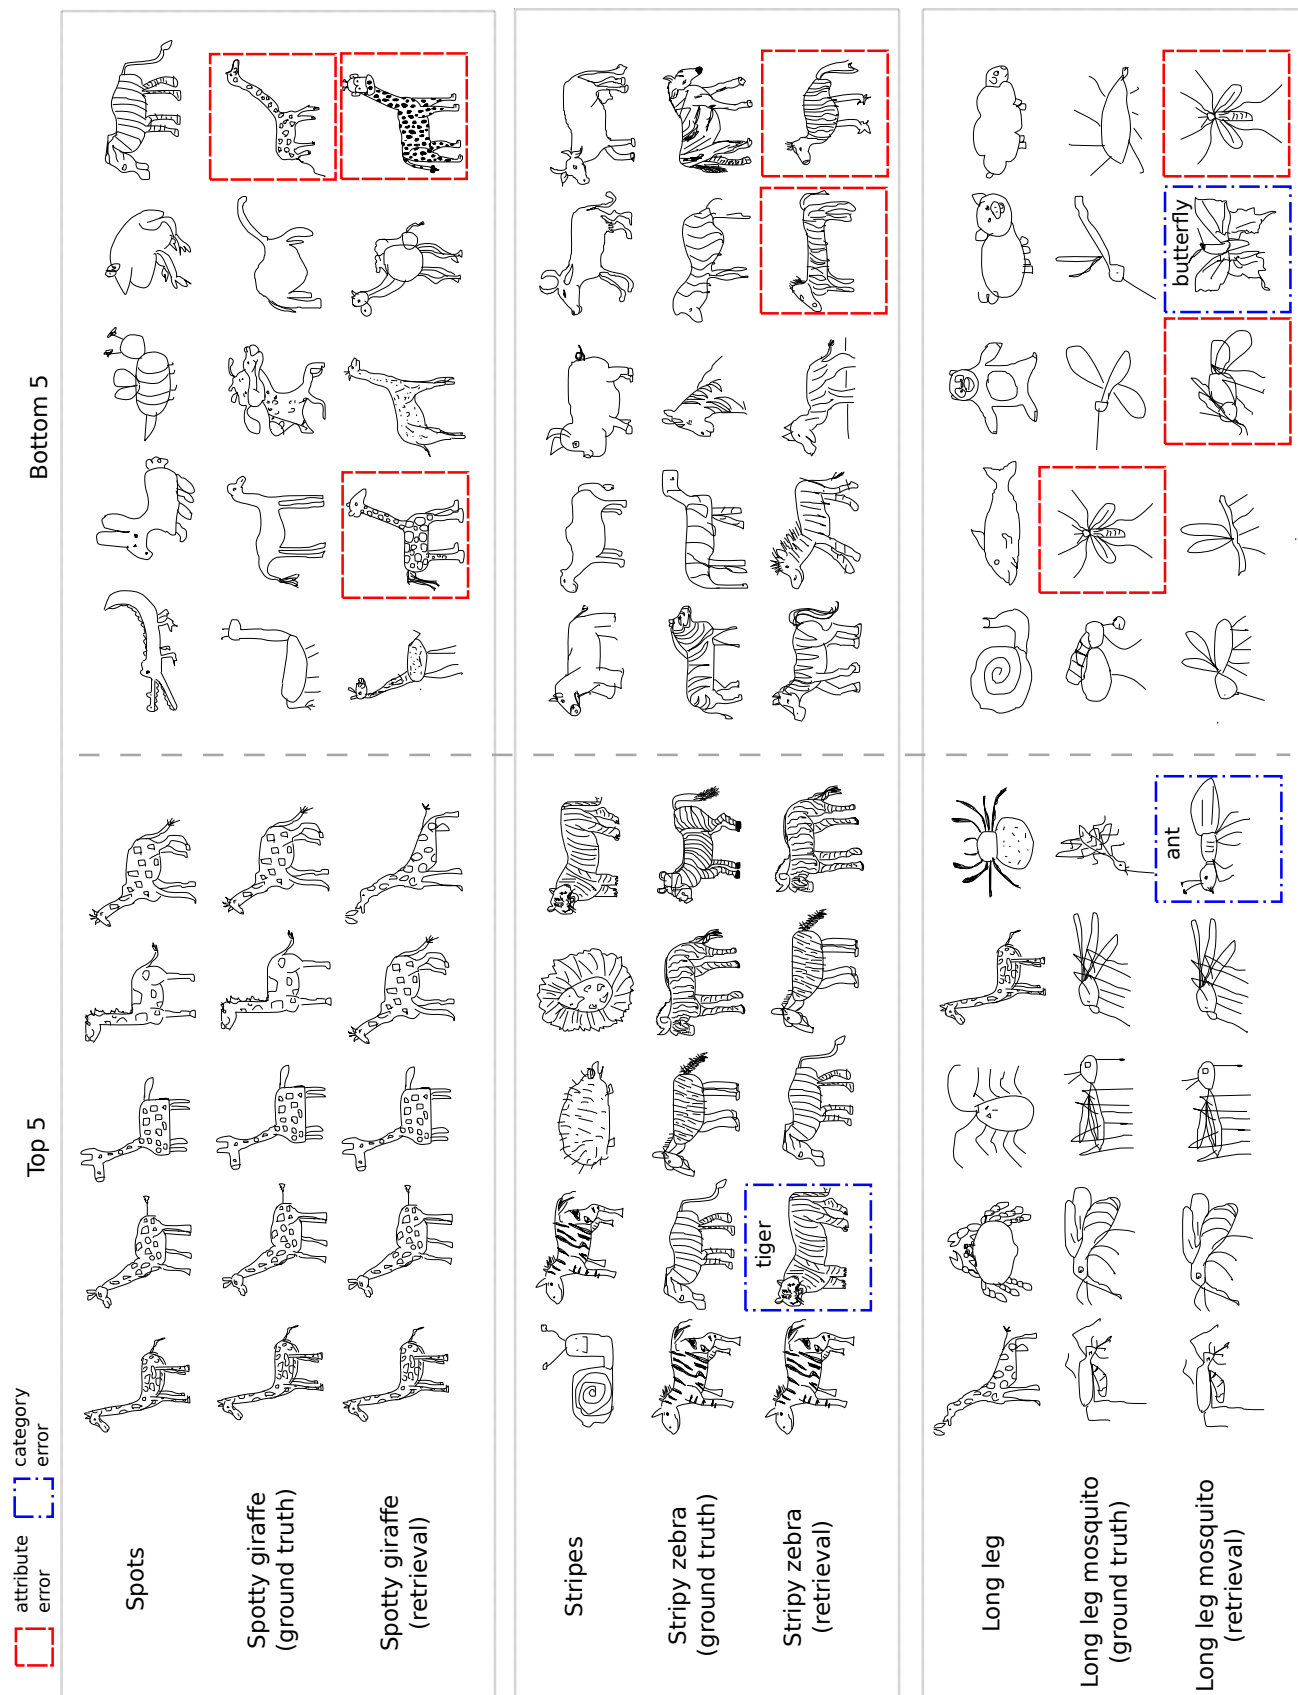 attribute
error
category
error
Top 5
Bottom 5
Spots
Spotty giraffe
(ground truth)
Spotty giraffe
(retrieval)
Stripes
Stripy zebra
(ground truth)
Stripy zebra
(retrieval)
tiger
Long leg
Long leg mosquito
(ground truth)
Long leg mosquito
(retrieval)
ant
butterfly